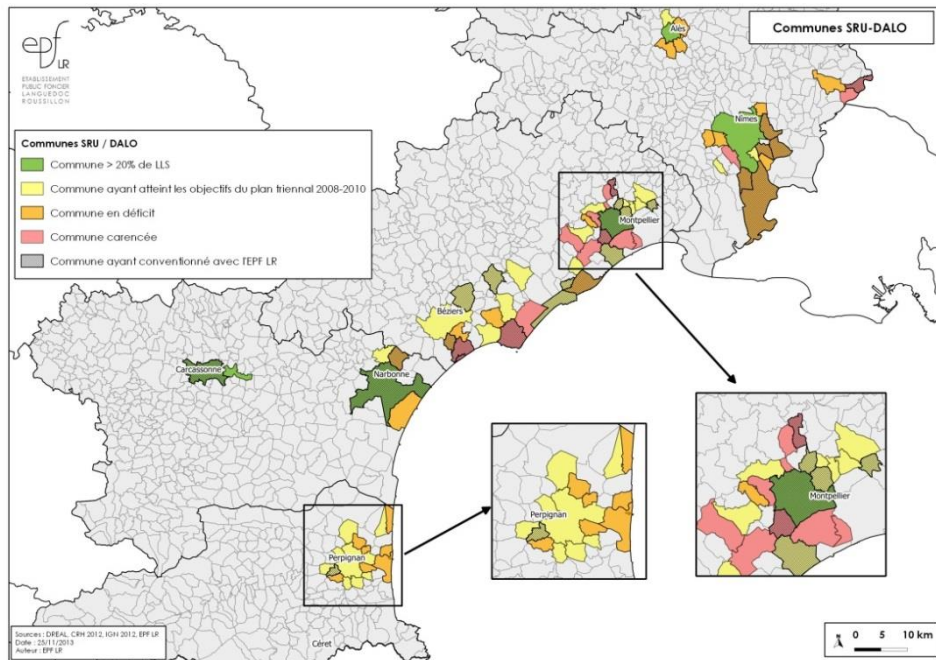 epf
LR
ETABLISSEMENT
PUBLIC FONCIER
LANGUEDOC
ROUSSILLON
Communes SRU-DALO
Communes SRU / DALO
Commune > 20% de LLS
Commune ayant atteint les objectifs du plan triennal 2008-2010
Commune en déficit
Commune carencée
Commune ayant conventionné avec l'EPF LR
Alès
Nîmes
Montpellier
Béziers
Carcassonne
Narbonne
Perpignan
Céret
Perpignan
Montpellier
Sources : DREAL, CRH 2012, IGN 2012, EPF LR
Date : 25/11/2013
Auteur : EPF LR
0 5 10 km